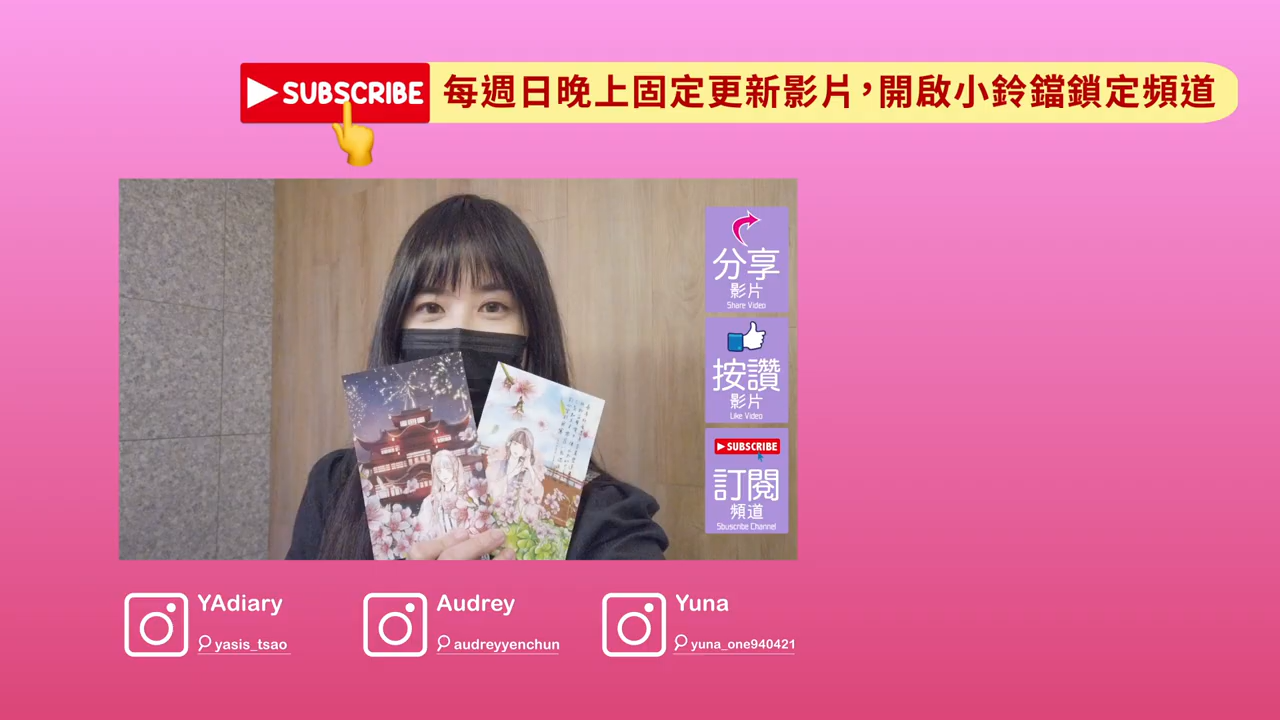 SUBSCRIBE 每週日晚上固定更新影片,開啟小鈴鐺鎖定頻道
分享
影片
Share Video
按讚
影片
Like Video
SUBSCRIBE
訂閱
頻道
Sbuscribe Channel
YAdiary
yasis_tsao
Audrey
audreyyenchun
Yuna
yuna_one940421